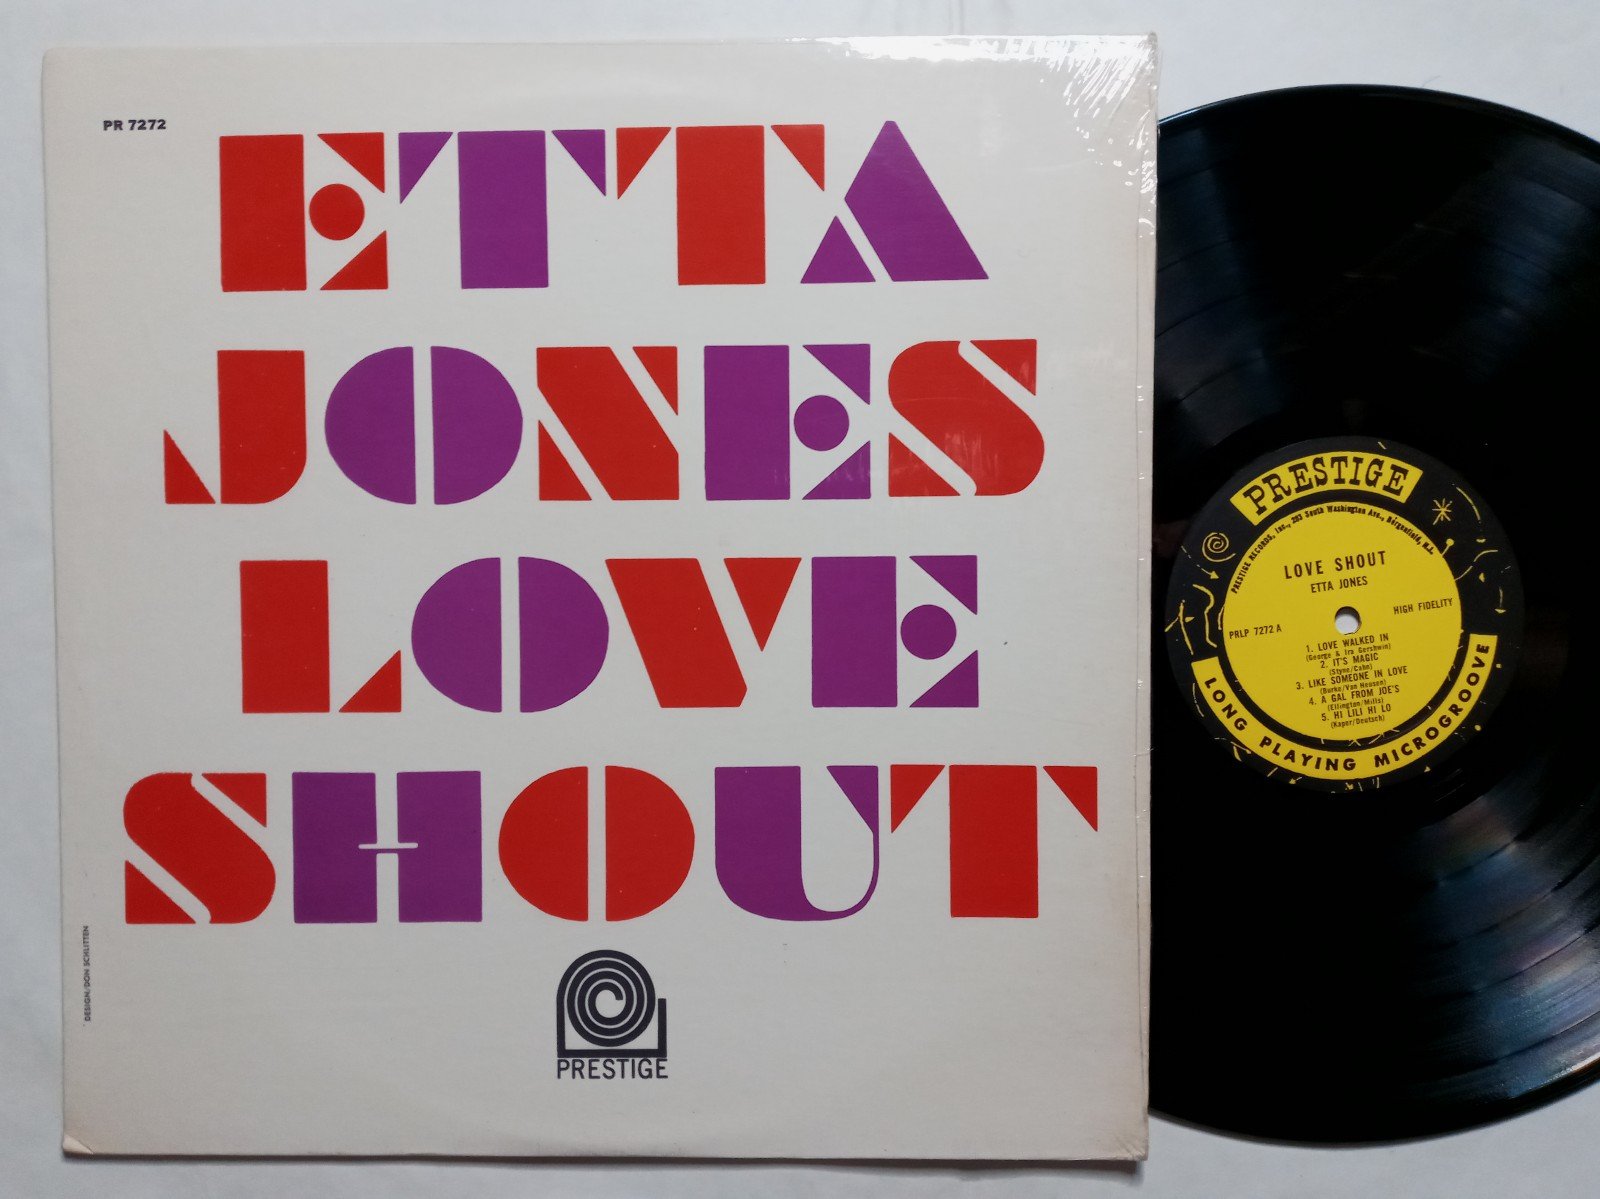 PR 7272
ETTA
JONES
LOVE
SHOUT
DESIGN/DON SCHLITTEN
PRESTIGE
PRESTIGE
PRESTIGE RECORDS, Inc., 203 South Washington Ave., Bergenfield, N.J.
LOVE SHOUT
ETTA JONES
PRLP 7272 A
HIGH FIDELITY
1. LOVE WALKED IN
(George & Ira Gershwin)
2. IT'S MAGIC
(Styne/Cahn)
3. LIKE SOMEONE IN LOVE
(Burke/Van Heusen)
4. A GAL FROM JOE'S
(Ellington/Mills)
5. HI LILI HI LO
(Kaper/Deutsch)
LONG PLAYING MICROGROOVE